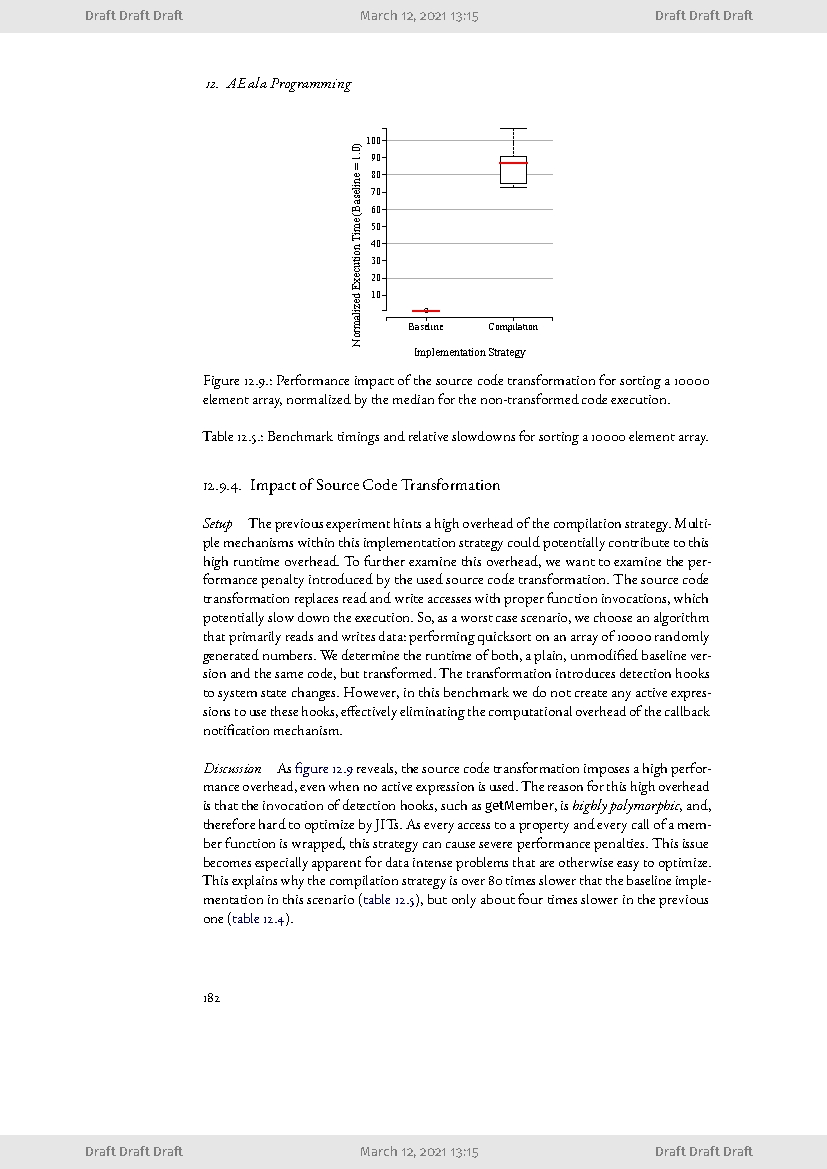 Draft Draft Draft March 12, 2021 13:15 Draft Draft Draft
12. AEala Programming
Normalized Execution Time (Baseline = 1.0)
100
90
80
70
60
50
40
30
20
10
Baseline Compilation
Implementation Strategy
Figure 12.9.: Performance impact of the source code transformation for sorting a 10000
element array, normalized by the median for the non-transformed code execution.
Table 12.5.: Benchmark timings and relative slowdowns for sorting a 10000 element array.
12.9.4. Impact of Source Code Transformation
Setup The previous experiment hints a high overhead of the compilation strategy. Multi-
ple mechanisms within this implementation strategy could potentially contribute to this
high runtime overhead. To further examine this overhead, we want to examine the per-
formance penalty introduced by the used source code transformation. The source code
transformation replaces read and write accesses with proper function invocations, which
potentially slow down the execution. So, as a worst case scenario, we choose an algorithm
that primarily reads and writes data: performing quicksort on an array of 10000 randomly
generated numbers. We determine the runtime of both, a plain, unmodified baseline ver-
sion and the same code, but transformed. The transformation introduces detection hooks
to system state changes. However, in this benchmark we do not create any active expres-
sions to use these hooks, effectively eliminating the computational overhead of the callback
notification mechanism.
Discussion As figure 12.9 reveals, the source code transformation imposes a high perfor-
mance overhead, even when no active expression is used. The reason for this high overhead
is that the invocation of detection hooks, such as getMember, is highly polymorphic, and,
therefore hard to optimize by JITs. As every access to a property and every call of a mem-
ber function is wrapped, this strategy can cause severe performance penalties. This issue
becomes especially apparent for data intense problems that are otherwise easy to optimize.
This explains why the compilation strategy is over 80 times slower that the baseline imple-
mentation in this scenario (table 12.5), but only about four times slower in the previous
one (table 12.4).
182
Draft Draft Draft March 12, 2021 13:15 Draft Draft Draft